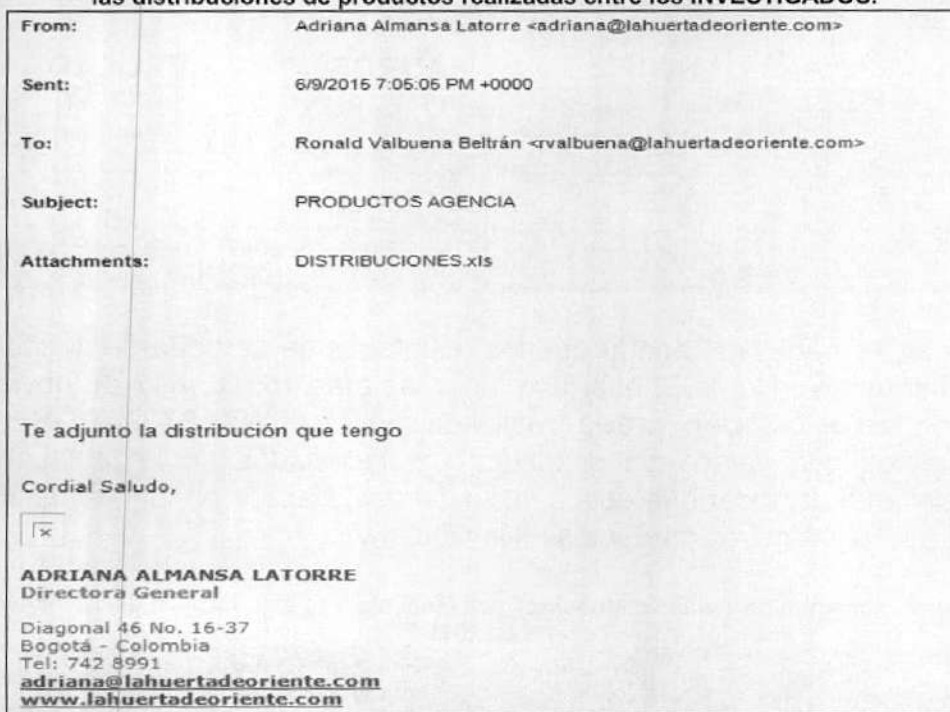 las distribuciones de productos realizadas entre los INVESTIGADOS.
From: Adriana Almansa Latorre <adriana@lahuertadeoriente.com>
Sent: 6/9/2015 7:05:05 PM +0000
To: Ronald Valbuena Beltrán <rvalbuena@lahuertadeoriente.com>
Subject: PRODUCTOS AGENCIA
Attachments: DISTRIBUCIONES.xls
Te adjunto la distribución que tengo
Cordial Saludo,
ADRIANA ALMANSA LATORRE
Directora General
Diagonal 46 No. 16-37
Bogotá - Colombia
Tel: 742 8991
adriana@lahuertadeoriente.com
www.lahuertadeoriente.com